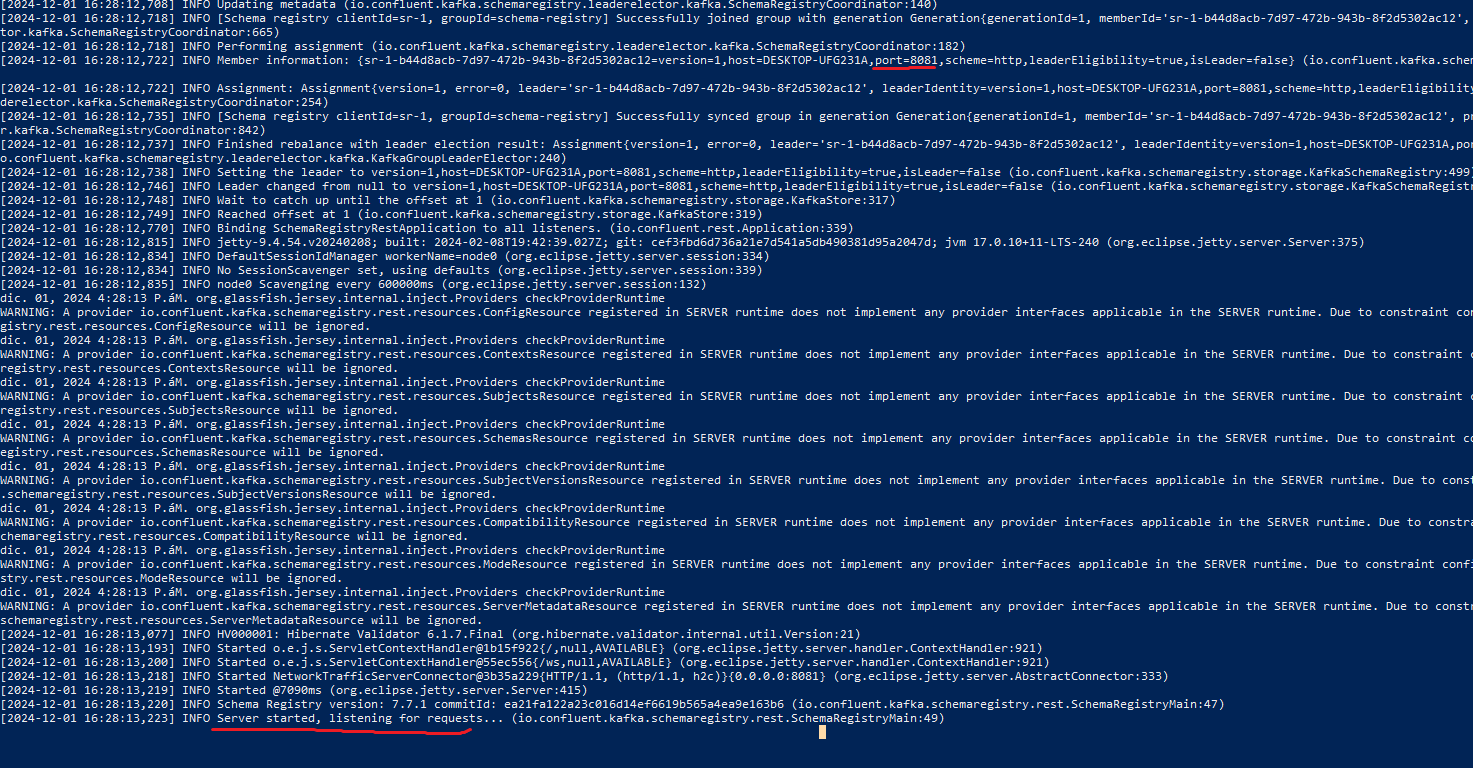 [2024-12-01 16:28:12,708] INFO Updating metadata (io.confluent.kafka.schemaregistry.leaderelector.kafka.SchemaRegistryCoordinator:140)
[2024-12-01 16:28:12,718] INFO [Schema registry clientId=sr-1, groupId=schema-registry] Successfully joined group with generation Generation{generationId=1, memberId='sr-1-b44d8acb-7d97-472b-943b-8f2d5302ac12',
tor.kafka.SchemaRegistryCoordinator:665)
[2024-12-01 16:28:12,718] INFO Performing assignment (io.confluent.kafka.schemaregistry.leaderelector.kafka.SchemaRegistryCoordinator:182)
[2024-12-01 16:28:12,722] INFO Member information: {sr-1-b44d8acb-7d97-472b-943b-8f2d5302ac12=version=1,host=DESKTOP-UFG231A,port=8081,scheme=http,leaderEligibility=true,isLeader=false} (io.confluent.kafka.sche
[2024-12-01 16:28:12,722] INFO Assignment: Assignment{version=1, error=0, leader='sr-1-b44d8acb-7d97-472b-943b-8f2d5302ac12', leaderIdentity=version=1,host=DESKTOP-UFG231A,port=8081,scheme=http,leaderEligibility
derelector.kafka.SchemaRegistryCoordinator:254)
[2024-12-01 16:28:12,735] INFO [Schema registry clientId=sr-1, groupId=schema-registry] Successfully synced group in generation Generation{generationId=1, memberId='sr-1-b44d8acb-7d97-472b-943b-8f2d5302ac12', p
r.kafka.SchemaRegistryCoordinator:842)
[2024-12-01 16:28:12,737] INFO Finished rebalance with leader election result: Assignment{version=1, error=0, leader='sr-1-b44d8acb-7d97-472b-943b-8f2d5302ac12', leaderIdentity=version=1,host=DESKTOP-UFG231A,po
o.confluent.kafka.schemaregistry.leaderelector.kafka.KafkaGroupLeaderElector:240)
[2024-12-01 16:28:12,738] INFO Setting the leader to version=1,host=DESKTOP-UFG231A,port=8081,scheme=http,leaderEligibility=true,isLeader=false (io.confluent.kafka.schemaregistry.storage.KafkaSchemaRegistry:499)
[2024-12-01 16:28:12,746] INFO Leader changed from null to version=1,host=DESKTOP-UFG231A,port=8081,scheme=http,leaderEligibility=true,isLeader=false (io.confluent.kafka.schemaregistry.storage.KafkaSchemaRegistr
[2024-12-01 16:28:12,748] INFO Wait to catch up until the offset at 1 (io.confluent.kafka.schemaregistry.storage.KafkaStore:317)
[2024-12-01 16:28:12,749] INFO Reached offset at 1 (io.confluent.kafka.schemaregistry.storage.KafkaStore:319)
[2024-12-01 16:28:12,770] INFO Binding SchemaRegistryRestApplication to all listeners. (io.confluent.rest.Application:339)
[2024-12-01 16:28:12,815] INFO jetty-9.4.54.v20240208; built: 2024-02-08T19:42:39.027Z; git: cef3fbd6d736a21e7d541a5db490381d95a2047d; jvm 17.0.10+11-LTS-240 (org.eclipse.jetty.server.Server:375)
[2024-12-01 16:28:12,834] INFO DefaultSessionIdManager workerName=node0 (org.eclipse.jetty.server.session:334)
[2024-12-01 16:28:12,834] INFO No SessionScavenger set, using defaults (org.eclipse.jetty.server.session:339)
[2024-12-01 16:28:12,835] INFO node0 Scavenging every 600000ms (org.eclipse.jetty.server.session:132)
dic. 01, 2024 4:28:13 P.áM. org.glassfish.jersey.internal.inject.Providers checkProviderRuntime
WARNING: A provider io.confluent.kafka.schemaregistry.rest.resources.ConfigResource registered in SERVER runtime does not implement any provider interfaces applicable in the SERVER runtime. Due to constraint con
gistry.rest.resources.ConfigResource will be ignored.
dic. 01, 2024 4:28:13 P.áM. org.glassfish.jersey.internal.inject.Providers checkProviderRuntime
WARNING: A provider io.confluent.kafka.schemaregistry.rest.resources.ContextsResource registered in SERVER runtime does not implement any provider interfaces applicable in the SERVER runtime. Due to constraint c
registry.rest.resources.ContextsResource will be ignored.
dic. 01, 2024 4:28:13 P.áM. org.glassfish.jersey.internal.inject.Providers checkProviderRuntime
WARNING: A provider io.confluent.kafka.schemaregistry.rest.resources.SubjectsResource registered in SERVER runtime does not implement any provider interfaces applicable in the SERVER runtime. Due to constraint c
registry.rest.resources.SubjectsResource will be ignored.
dic. 01, 2024 4:28:13 P.áM. org.glassfish.jersey.internal.inject.Providers checkProviderRuntime
WARNING: A provider io.confluent.kafka.schemaregistry.rest.resources.SchemasResource registered in SERVER runtime does not implement any provider interfaces applicable in the SERVER runtime. Due to constraint co
egistry.rest.resources.SchemasResource will be ignored.
dic. 01, 2024 4:28:13 P.áM. org.glassfish.jersey.internal.inject.Providers checkProviderRuntime
WARNING: A provider io.confluent.kafka.schemaregistry.rest.resources.SubjectVersionsResource registered in SERVER runtime does not implement any provider interfaces applicable in the SERVER runtime. Due to const
.schemaregistry.rest.resources.SubjectVersionsResource will be ignored.
dic. 01, 2024 4:28:13 P.áM. org.glassfish.jersey.internal.inject.Providers checkProviderRuntime
WARNING: A provider io.confluent.kafka.schemaregistry.rest.resources.CompatibilityResource registered in SERVER runtime does not implement any provider interfaces applicable in the SERVER runtime. Due to constra
chemaregistry.rest.resources.CompatibilityResource will be ignored.
dic. 01, 2024 4:28:13 P.áM. org.glassfish.jersey.internal.inject.Providers checkProviderRuntime
WARNING: A provider io.confluent.kafka.schemaregistry.rest.resources.ModeResource registered in SERVER runtime does not implement any provider interfaces applicable in the SERVER runtime. Due to constraint confi
stry.rest.resources.ModeResource will be ignored.
dic. 01, 2024 4:28:13 P.áM. org.glassfish.jersey.internal.inject.Providers checkProviderRuntime
WARNING: A provider io.confluent.kafka.schemaregistry.rest.resources.ServerMetadataResource registered in SERVER runtime does not implement any provider interfaces applicable in the SERVER runtime. Due to constr
schemaregistry.rest.resources.ServerMetadataResource will be ignored.
[2024-12-01 16:28:13,077] INFO HV000001: Hibernate Validator 6.1.7.Final (org.hibernate.validator.internal.util.Version:21)
[2024-12-01 16:28:13,193] INFO Started o.e.j.s.ServletContextHandler@1b15f922{/,null,AVAILABLE} (org.eclipse.jetty.server.handler.ContextHandler:921)
[2024-12-01 16:28:13,200] INFO Started o.e.j.s.ServletContextHandler@55ec556{/ws,null,AVAILABLE} (org.eclipse.jetty.server.handler.ContextHandler:921)
[2024-12-01 16:28:13,218] INFO Started NetworkTrafficServerConnector@3b35a229{HTTP/1.1, (http/1.1, h2c)}{0.0.0.0:8081} (org.eclipse.jetty.server.AbstractConnector:333)
[2024-12-01 16:28:13,219] INFO Started @7090ms (org.eclipse.jetty.server.Server:415)
[2024-12-01 16:28:13,220] INFO Schema Registry version: 7.7.1 commitId: ea21fa122a23c016d14ef6619b565a4ea9e163b6 (io.confluent.kafka.schemaregistry.rest.SchemaRegistryMain:47)
[2024-12-01 16:28:13,223] INFO Server started, listening for requests... (io.confluent.kafka.schemaregistry.rest.SchemaRegistryMain:49)